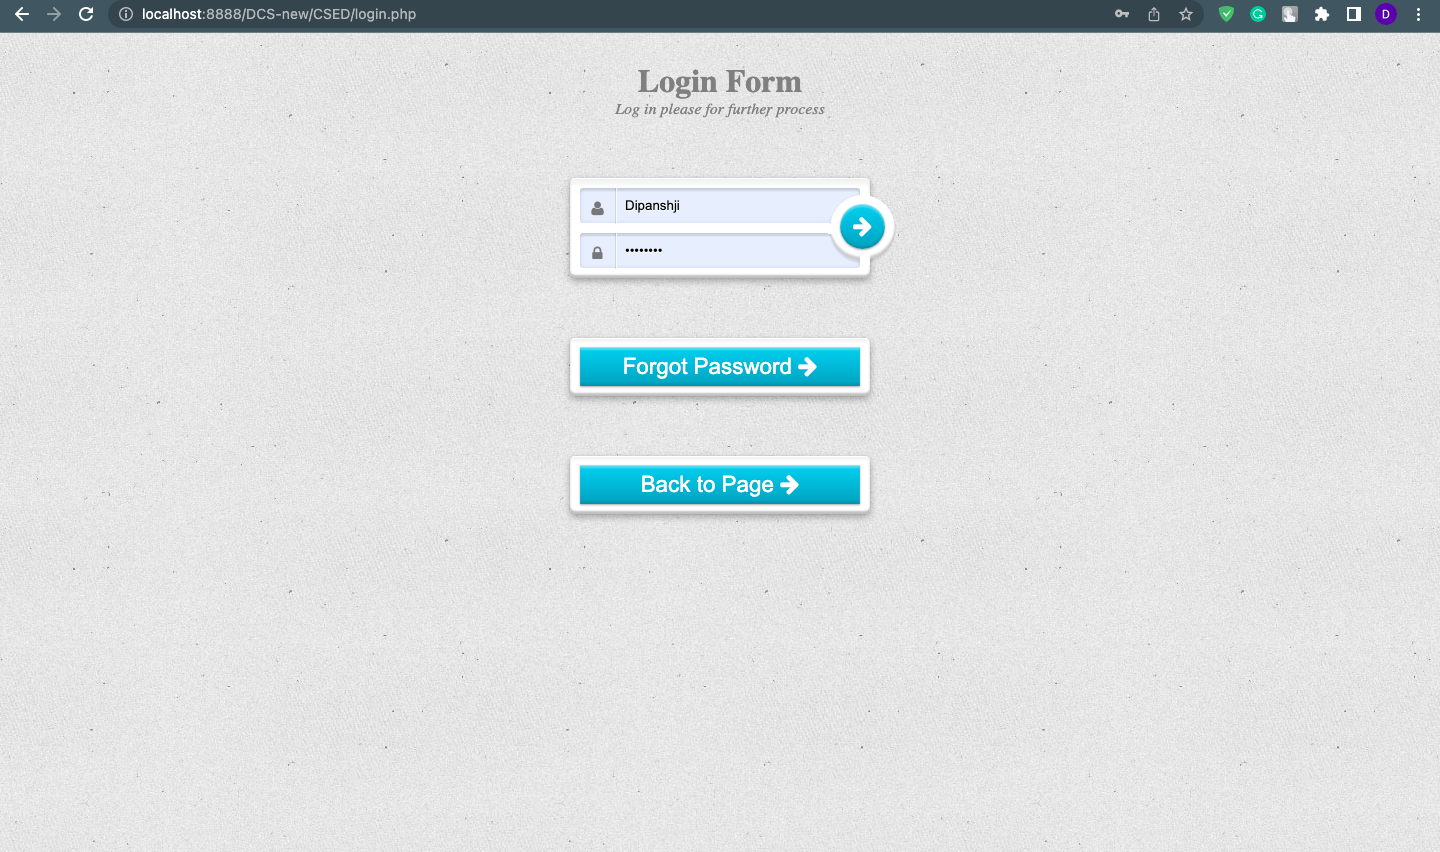 localhost:8888/DCS-new/CSED/login.php
D
Login Form
Log in please for further process
Dipanshji
••••••••
Forgot Password
Back to Page